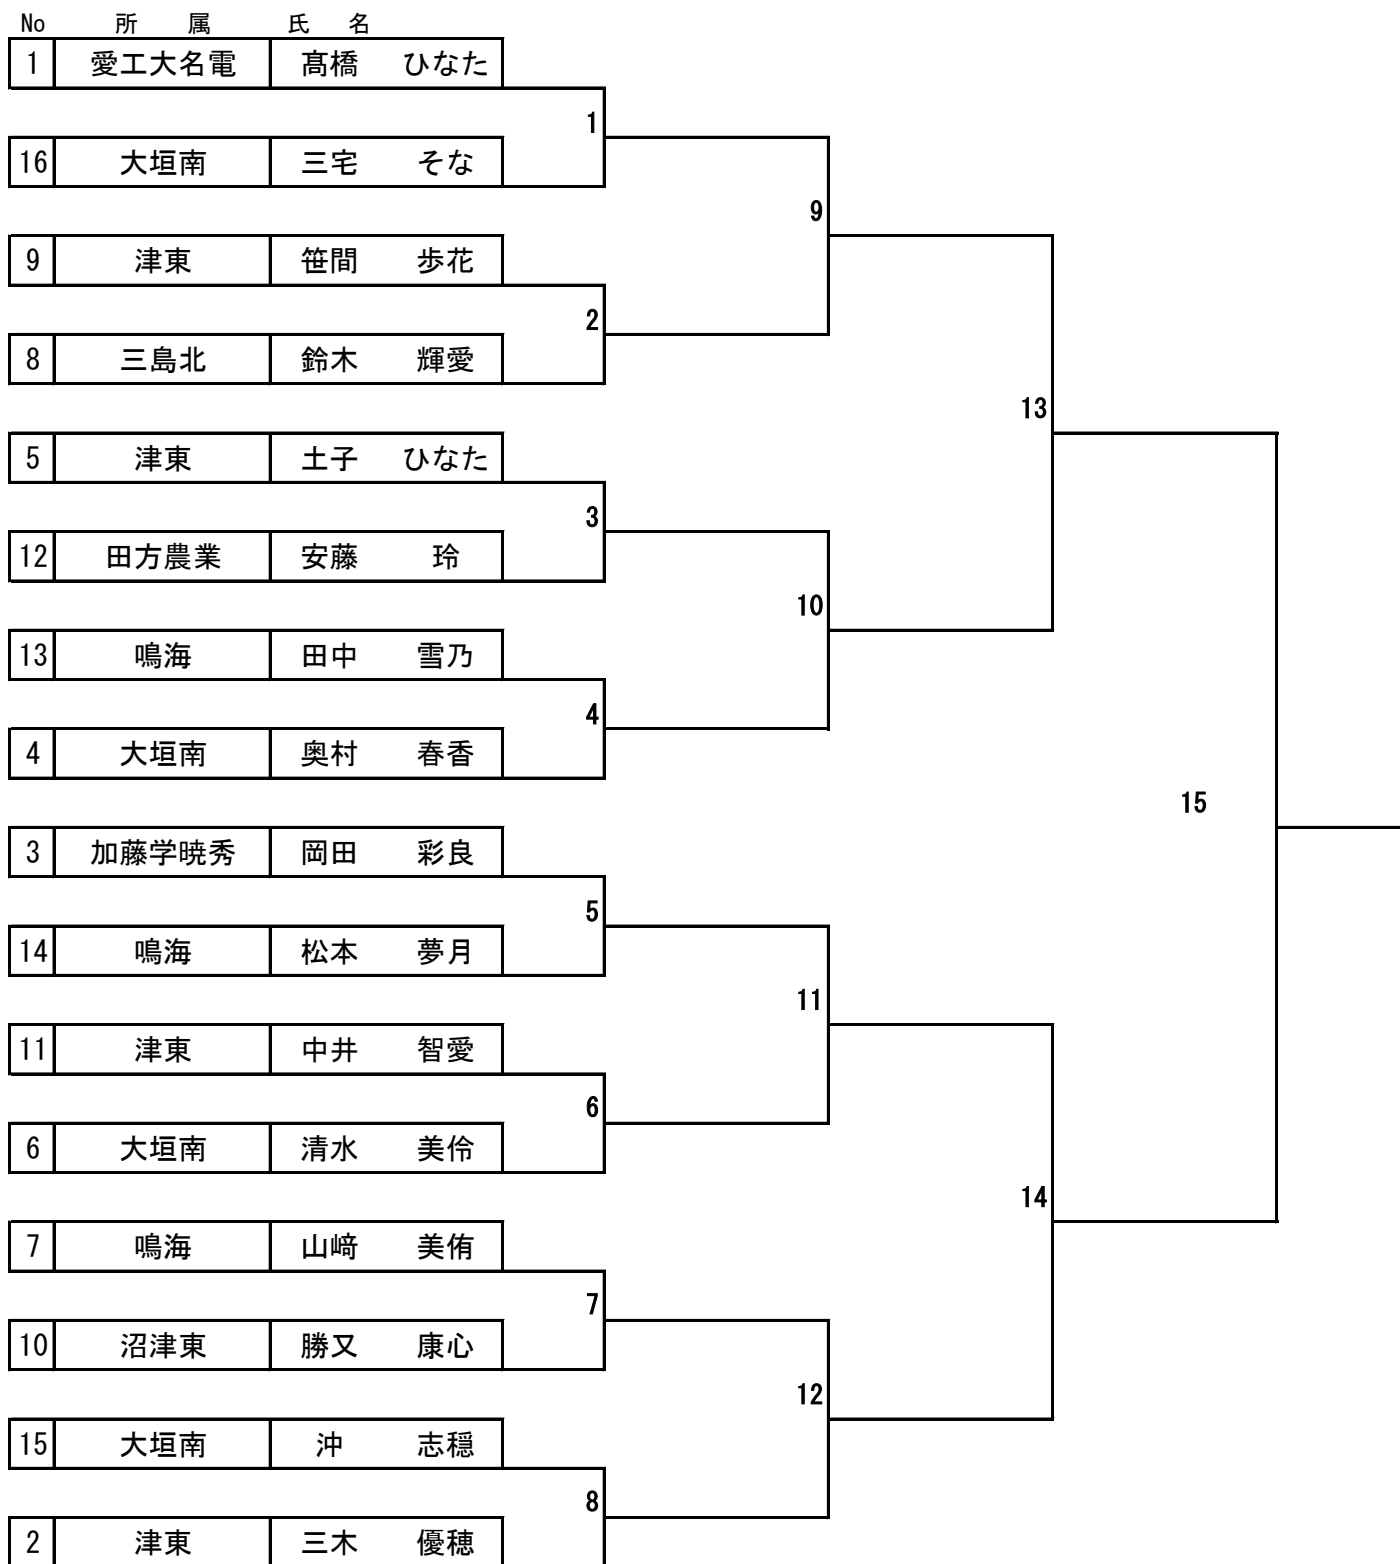 No 所 属 氏 名
1 愛工大名電 髙橋 ひなた
1
16 大垣南 三宅 そな
9
9 津東 笹間 歩花
2
8 三島北 鈴木 輝愛
13
5 津東 土子 ひなた
3
12 田方農業 安藤 玲
10
13 鳴海 田中 雪乃
4
4 大垣南 奥村 春香
15
3 加藤学暁秀 岡田 彩良
5
14 鳴海 松本 夢月
11
11 津東 中井 智愛
6
6 大垣南 清水 美伶
14
7 鳴海 山﨑 美侑
7
10 沼津東 勝又 康心
12
15 大垣南 沖 志穏
8
2 津東 三木 優穂